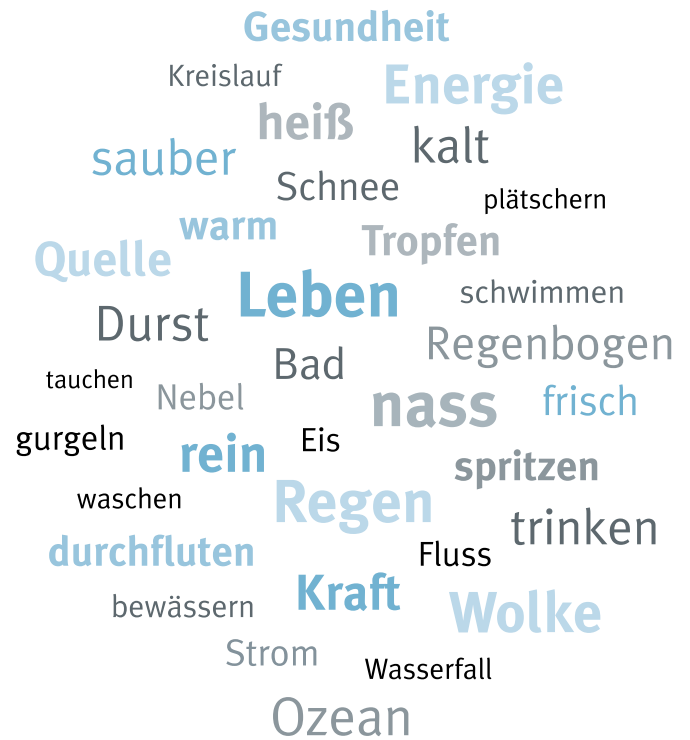 Gesundheit
Kreislauf
Energie
heiß
kalt
sauber
Schnee
plätschern
warm
Tropfen
Quelle
Leben
schwimmen
Durst
Regenbogen
Bad
tauchen
Nebel
nass
frisch
gurgeln
Eis
rein
spritzen
waschen
Regen
trinken
durchfluten
Fluss
Kraft
bewässern
Wolke
Strom
Wasserfall
Ozean